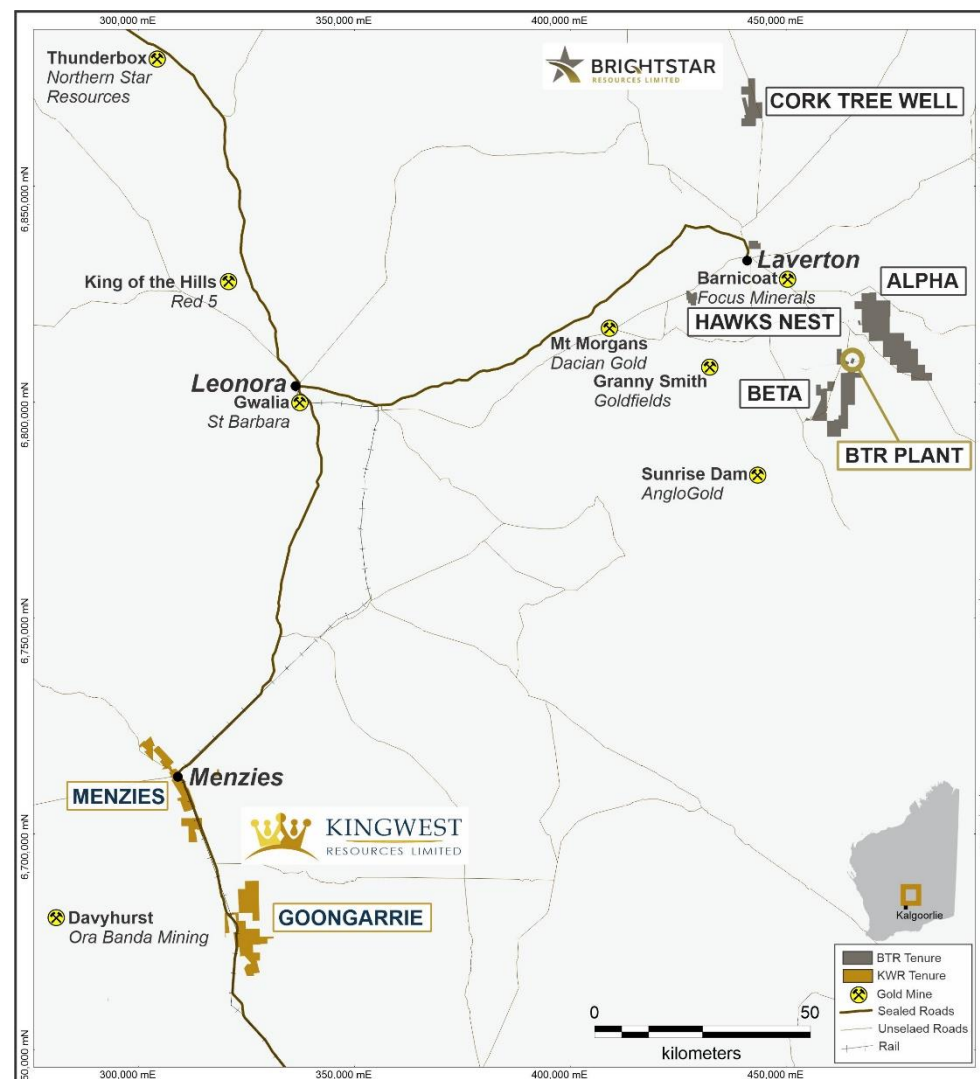 300,000 mE
350,000 mE
400,000 mE
450,000 mE
Thunderbox
Northern Star
Resources
BRIGHTSTAR
RESOURCES LIMITED
CORK TREE WELL
6,850,000 mN
King of the Hills
Red 5
Laverton
Barnicoat
Focus Minerals
ALPHA
HAWKS NEST
Mt Morgans
Dacian Gold
Granny Smith
Goldfields
Leonora
Gwalia
St Barbara
6,800,000 mN
BETA
BTR PLANT
Sunrise Dam
AngloGold
6,750,000 mN
Menzies
MENZIES
KINGWEST
RESOURCES LIMITED
6,700,000 mN
GOONGARRIE
Davyhurst
Ora Banda Mining
Kalgoorlie
BTR Tenure
KWR Tenure
Gold Mine
Sealed Roads
Unselaed Roads
Rail
0
50
kilometers
50,000 mN
300,000 mE
350,000 mE
400,000 mE
450,000 mE